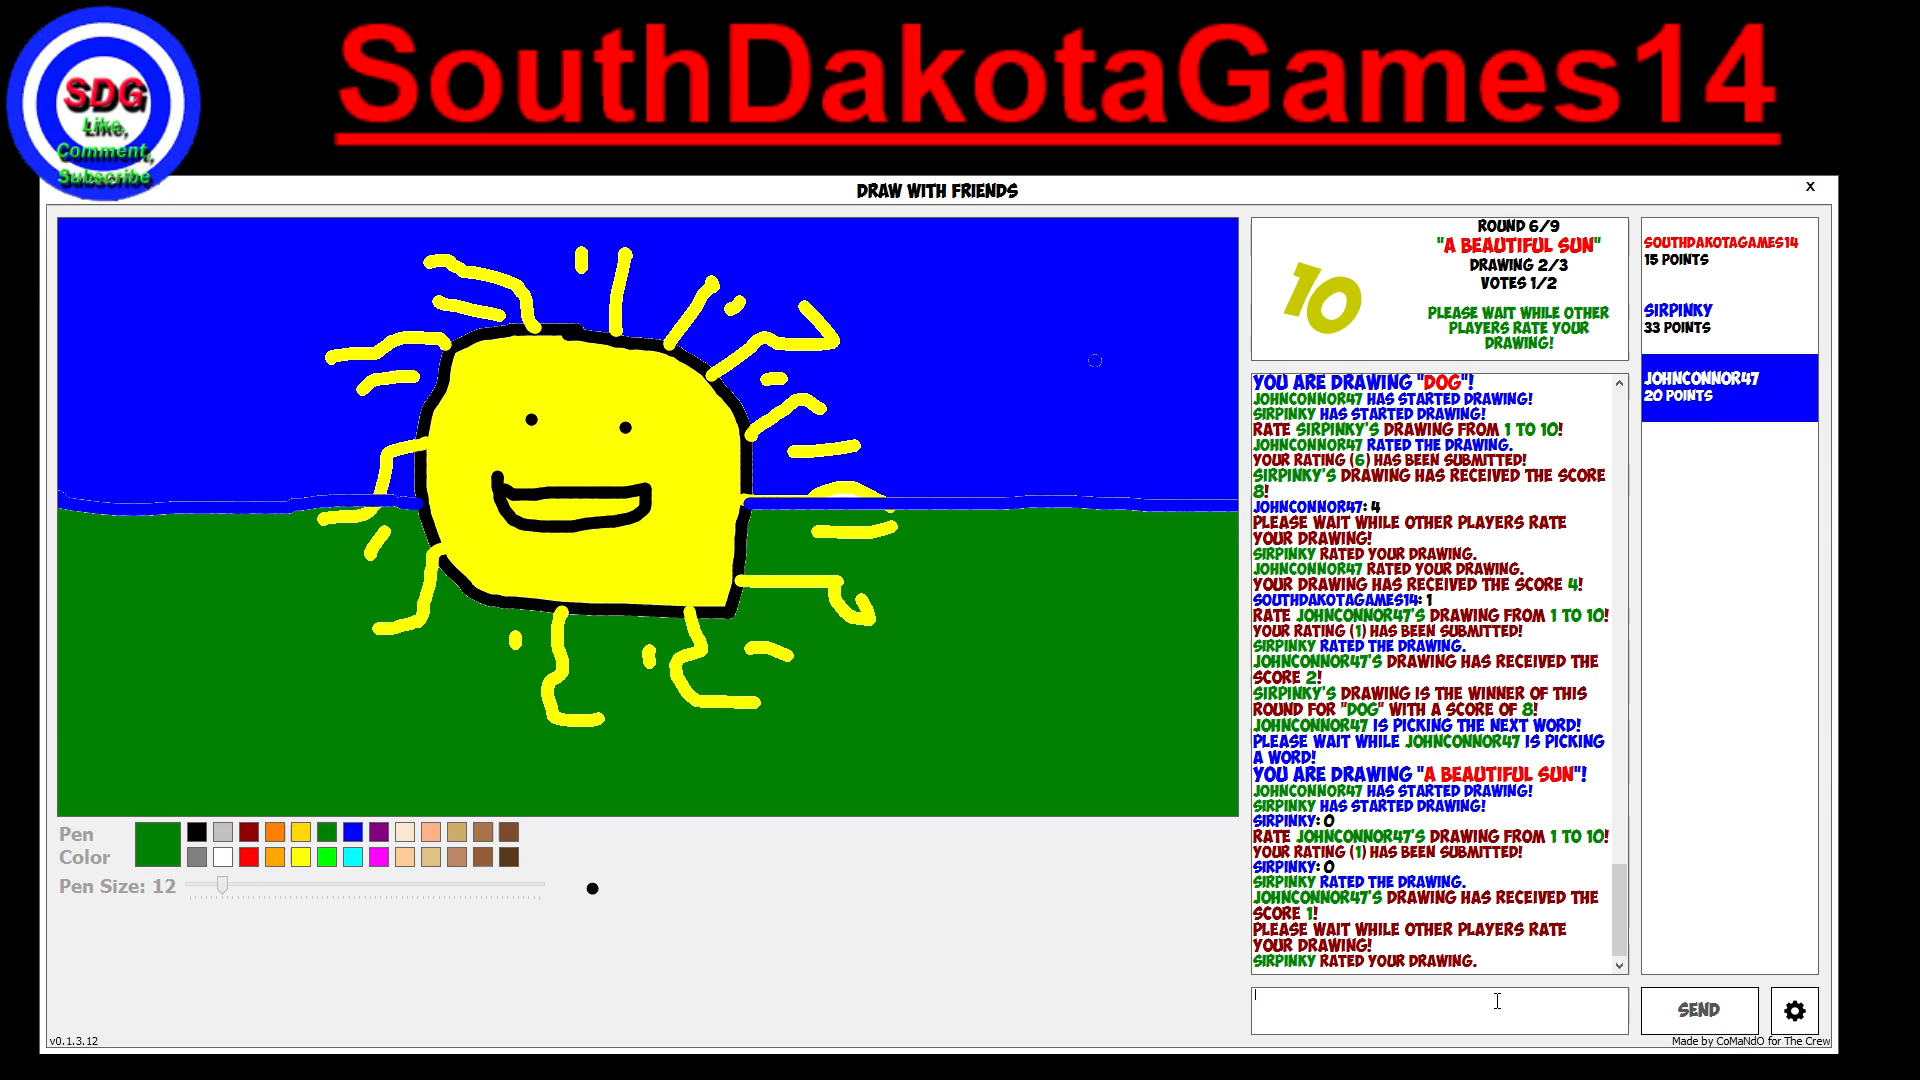 SouthDakotaGames14
SDG
Like,
Comment,
Subscribe
DRAW WITH FRIENDS
X
10
ROUND 6/9
"A BEAUTIFUL SUN"
DRAWING 2/3
VOTES 1/2
PLEASE WAIT WHILE OTHER
PLAYERS RATE YOUR
DRAWING!
SOUTHDAKOTAGAMES14
15 POINTS
SIRPINKY
33 POINTS
JOHNCONNOR47
20 POINTS
YOU ARE DRAWING "DOG"!
JOHNCONNOR47 HAS STARTED DRAWING!
SIRPINKY HAS STARTED DRAWING!
RATE SIRPINKY'S DRAWING FROM 1 TO 10!
JOHNCONNOR47 RATED THE DRAWING.
YOUR RATING (6) HAS BEEN SUBMITTED!
SIRPINKY'S DRAWING HAS RECEIVED THE SCORE
8!
JOHNCONNOR47: 4
PLEASE WAIT WHILE OTHER PLAYERS RATE
YOUR DRAWING!
SIRPINKY RATED YOUR DRAWING.
JOHNCONNOR47 RATED YOUR DRAWING.
YOUR DRAWING HAS RECEIVED THE SCORE 4!
SOUTHDAKOTAGAMES14: 1
RATE JOHNCONNOR47'S DRAWING FROM 1 TO 10!
YOUR RATING (1) HAS BEEN SUBMITTED!
SIRPINKY RATED THE DRAWING.
JOHNCONNOR47'S DRAWING HAS RECEIVED THE
SCORE 2!
SIRPINKY'S DRAWING IS THE WINNER OF THIS
ROUND FOR "DOG" WITH A SCORE OF 8!
JOHNCONNOR47 IS PICKING THE NEXT WORD!
PLEASE WAIT WHILE JOHNCONNOR47 IS PICKING
A WORD!
YOU ARE DRAWING "A BEAUTIFUL SUN"!
JOHNCONNOR47 HAS STARTED DRAWING!
SIRPINKY HAS STARTED DRAWING!
SIRPINKY: 0
RATE JOHNCONNOR47'S DRAWING FROM 1 TO 10!
YOUR RATING (1) HAS BEEN SUBMITTED!
SIRPINKY: 0
SIRPINKY RATED THE DRAWING.
JOHNCONNOR47'S DRAWING HAS RECEIVED THE
SCORE 1!
PLEASE WAIT WHILE OTHER PLAYERS RATE
YOUR DRAWING!
SIRPINKY RATED YOUR DRAWING.
Pen
Color
Pen Size: 12
SEND
v0.1.3.12
Made by CoMaNdO for The Crew